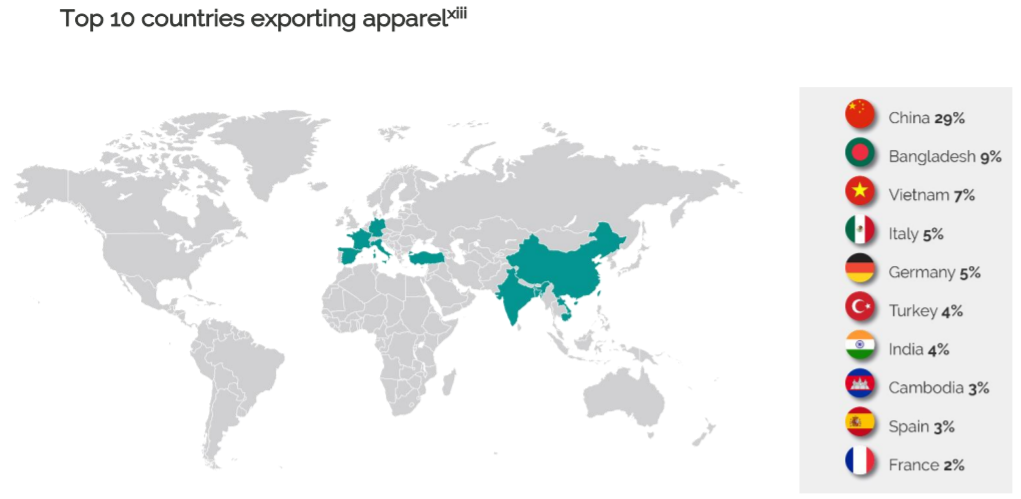 Top 10 countries exporting apparelxiii
China 29%
Bangladesh 9%
Vietnam 7%
Italy 5%
Germany 5%
Turkey 4%
India 4%
Cambodia 3%
Spain 3%
France 2%